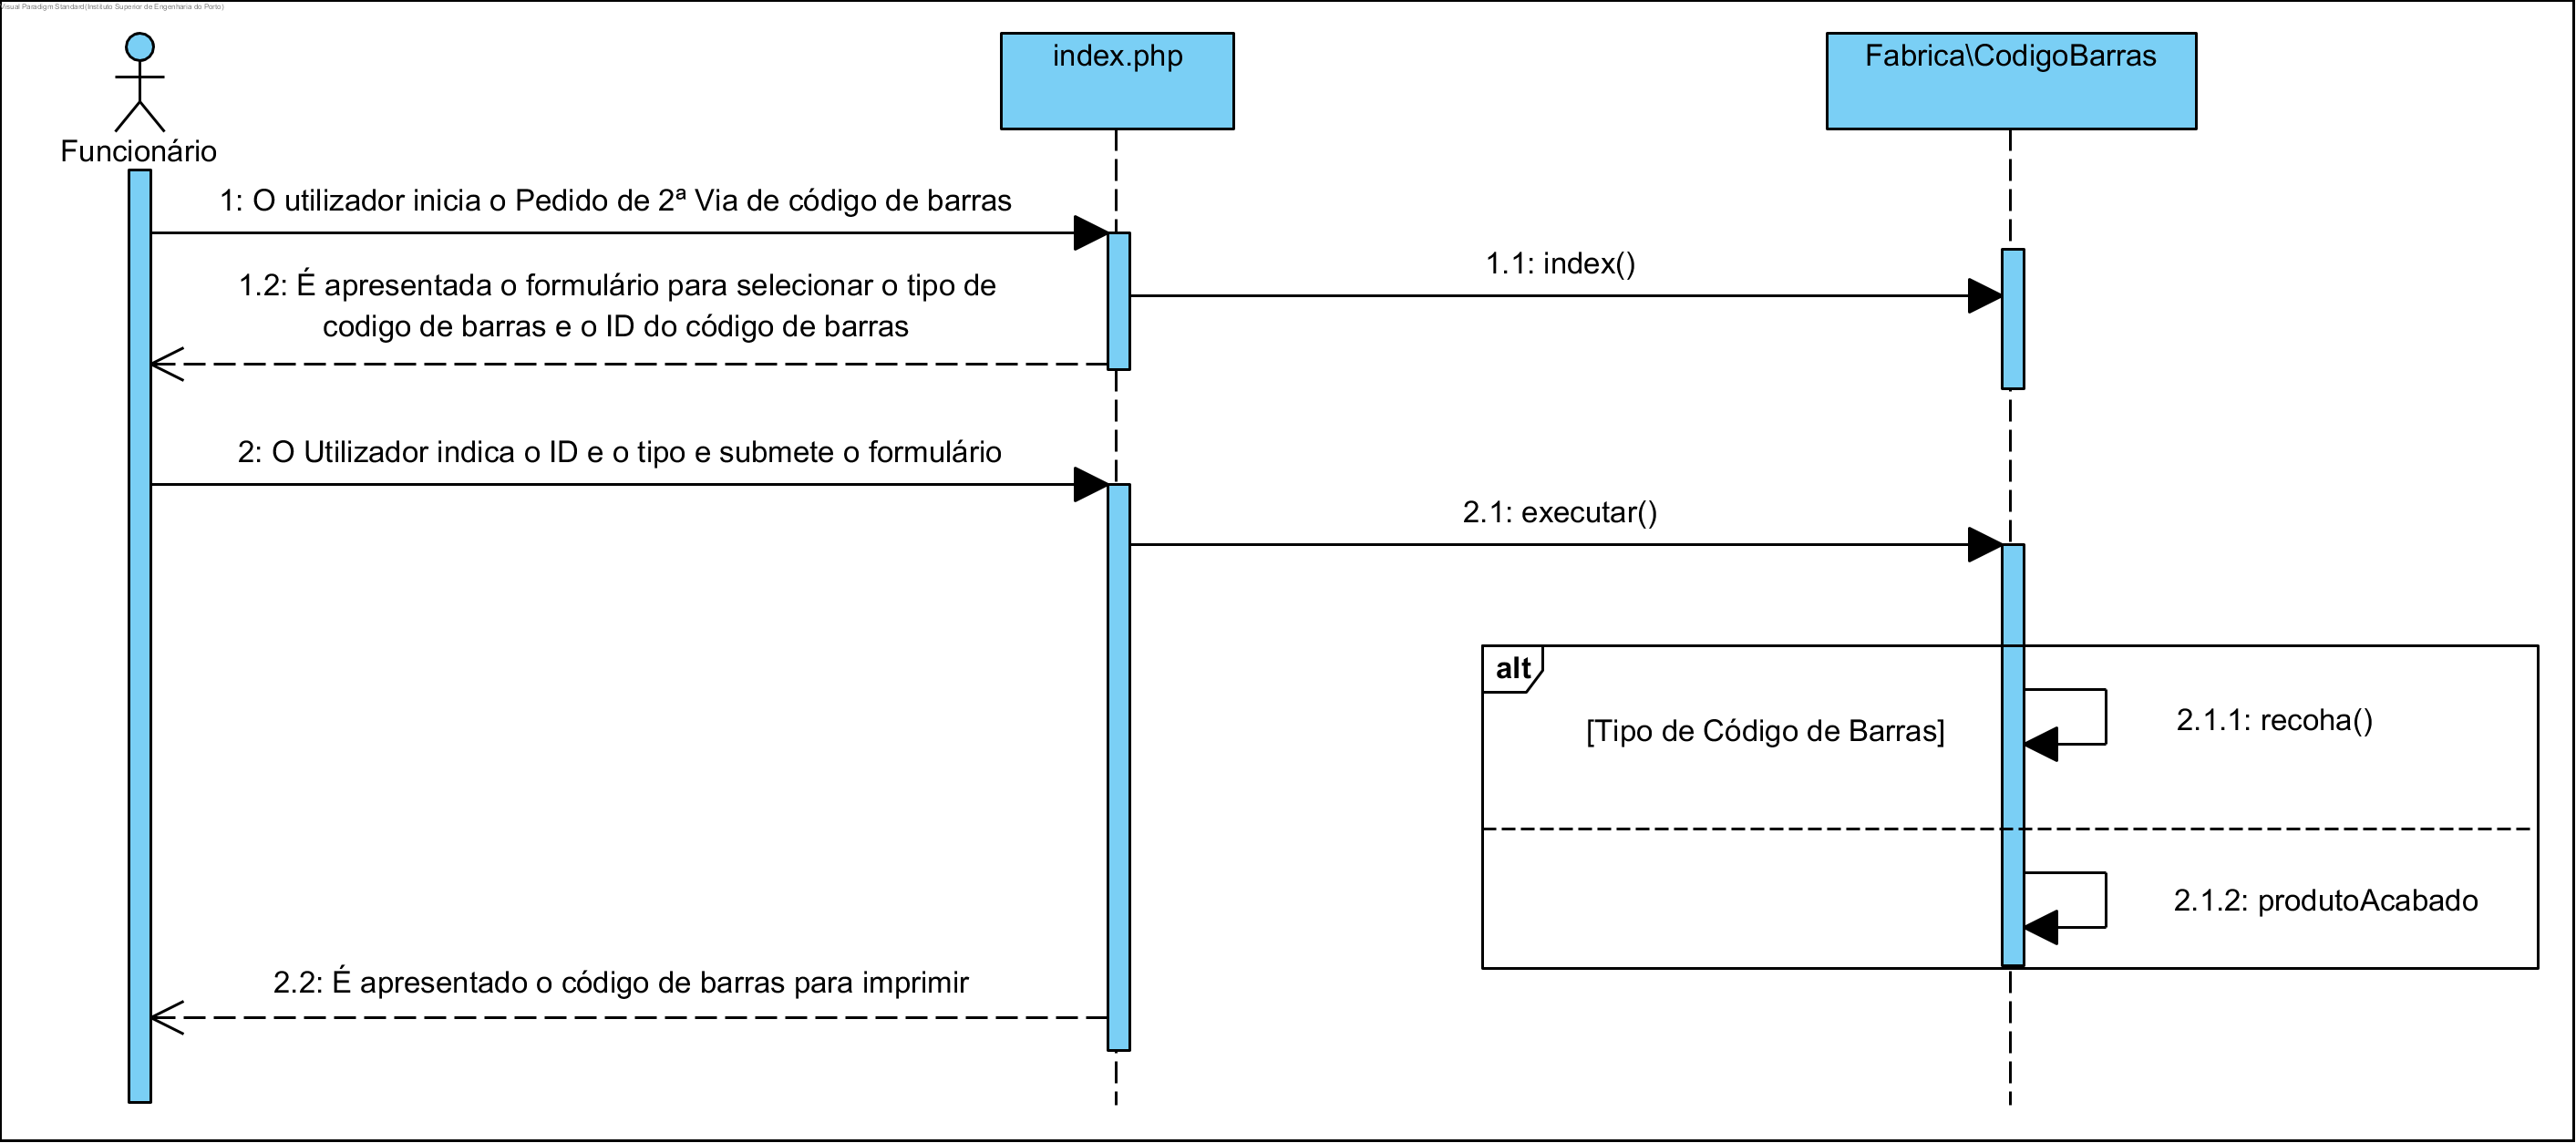 Visual Paradigm Standard(Instituto Superior de Engenharia do Porto)
Funcionário
index.php
Fabrica\CodigoBarras
1: O utilizador inicia o Pedido de 2ª Via de código de barras
1.1: index()
1.2: É apresentada o formulário para selecionar o tipo de
codigo de barras e o ID do código de barras
2: O Utilizador indica o ID e o tipo e submete o formulário
2.1: executar()
alt
[Tipo de Código de Barras]
2.1.1: recoha()
2.1.2: produtoAcabado
2.2: É apresentado o código de barras para imprimir